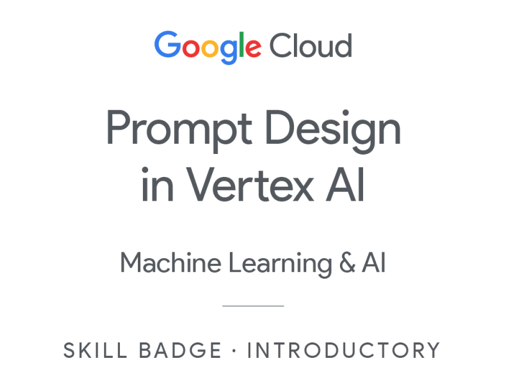 Google Cloud
Prompt Design
in Vertex AI
Machine Learning & AI
SKILL BADGE · INTRODUCTORY